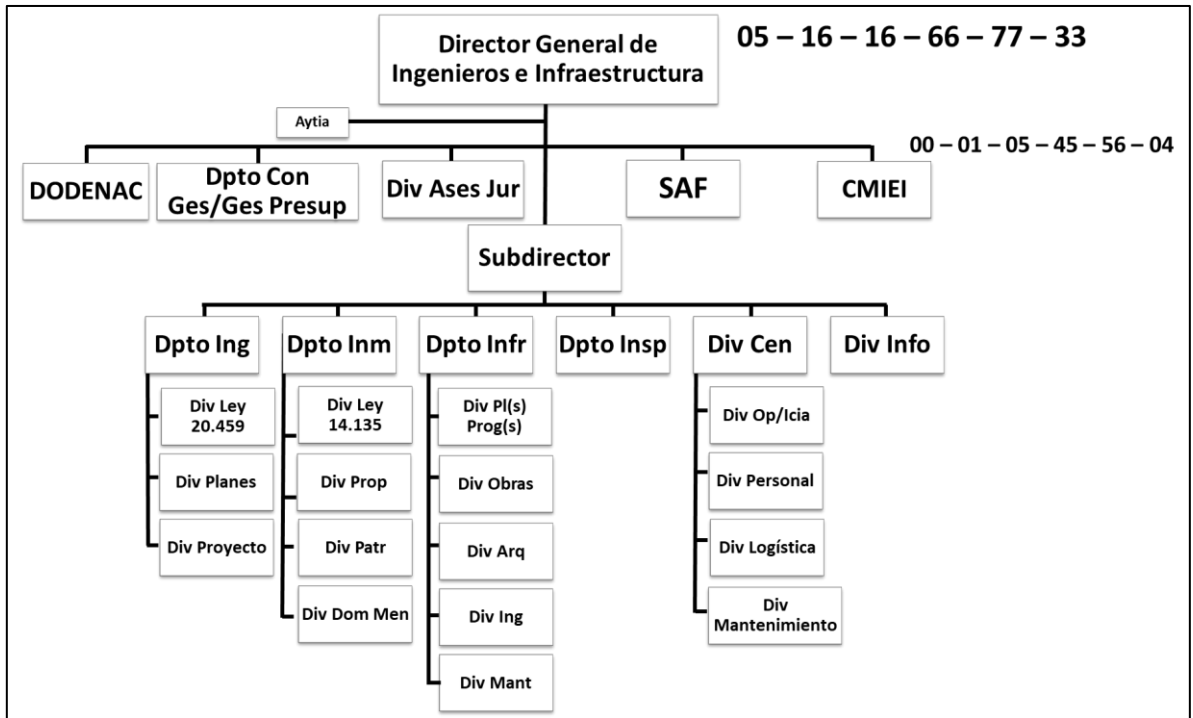 Director General de
Ingenieros e Infraestructura
05 – 16 – 16 – 66 – 77 – 33
Aytia
00 – 01 – 05 – 45 – 56 – 04
DODENAC
Dpto Con
Ges/Ges Presup
Div Ases Jur
SAF
CMIEI
Subdirector
Dpto Ing
Dpto Inm
Dpto Infr
Dpto Insp
Div Cen
Div Info
Div Ley
20.459
Div Planes
Div Proyecto
Div Ley
14.135
Div Prop
Div Patr
Div Dom Men
Div Pl(s)
Prog(s)
Div Obras
Div Arq
Div Ing
Div Mant
Div Op/Icia
Div Personal
Div Logística
Div
Mantenimiento